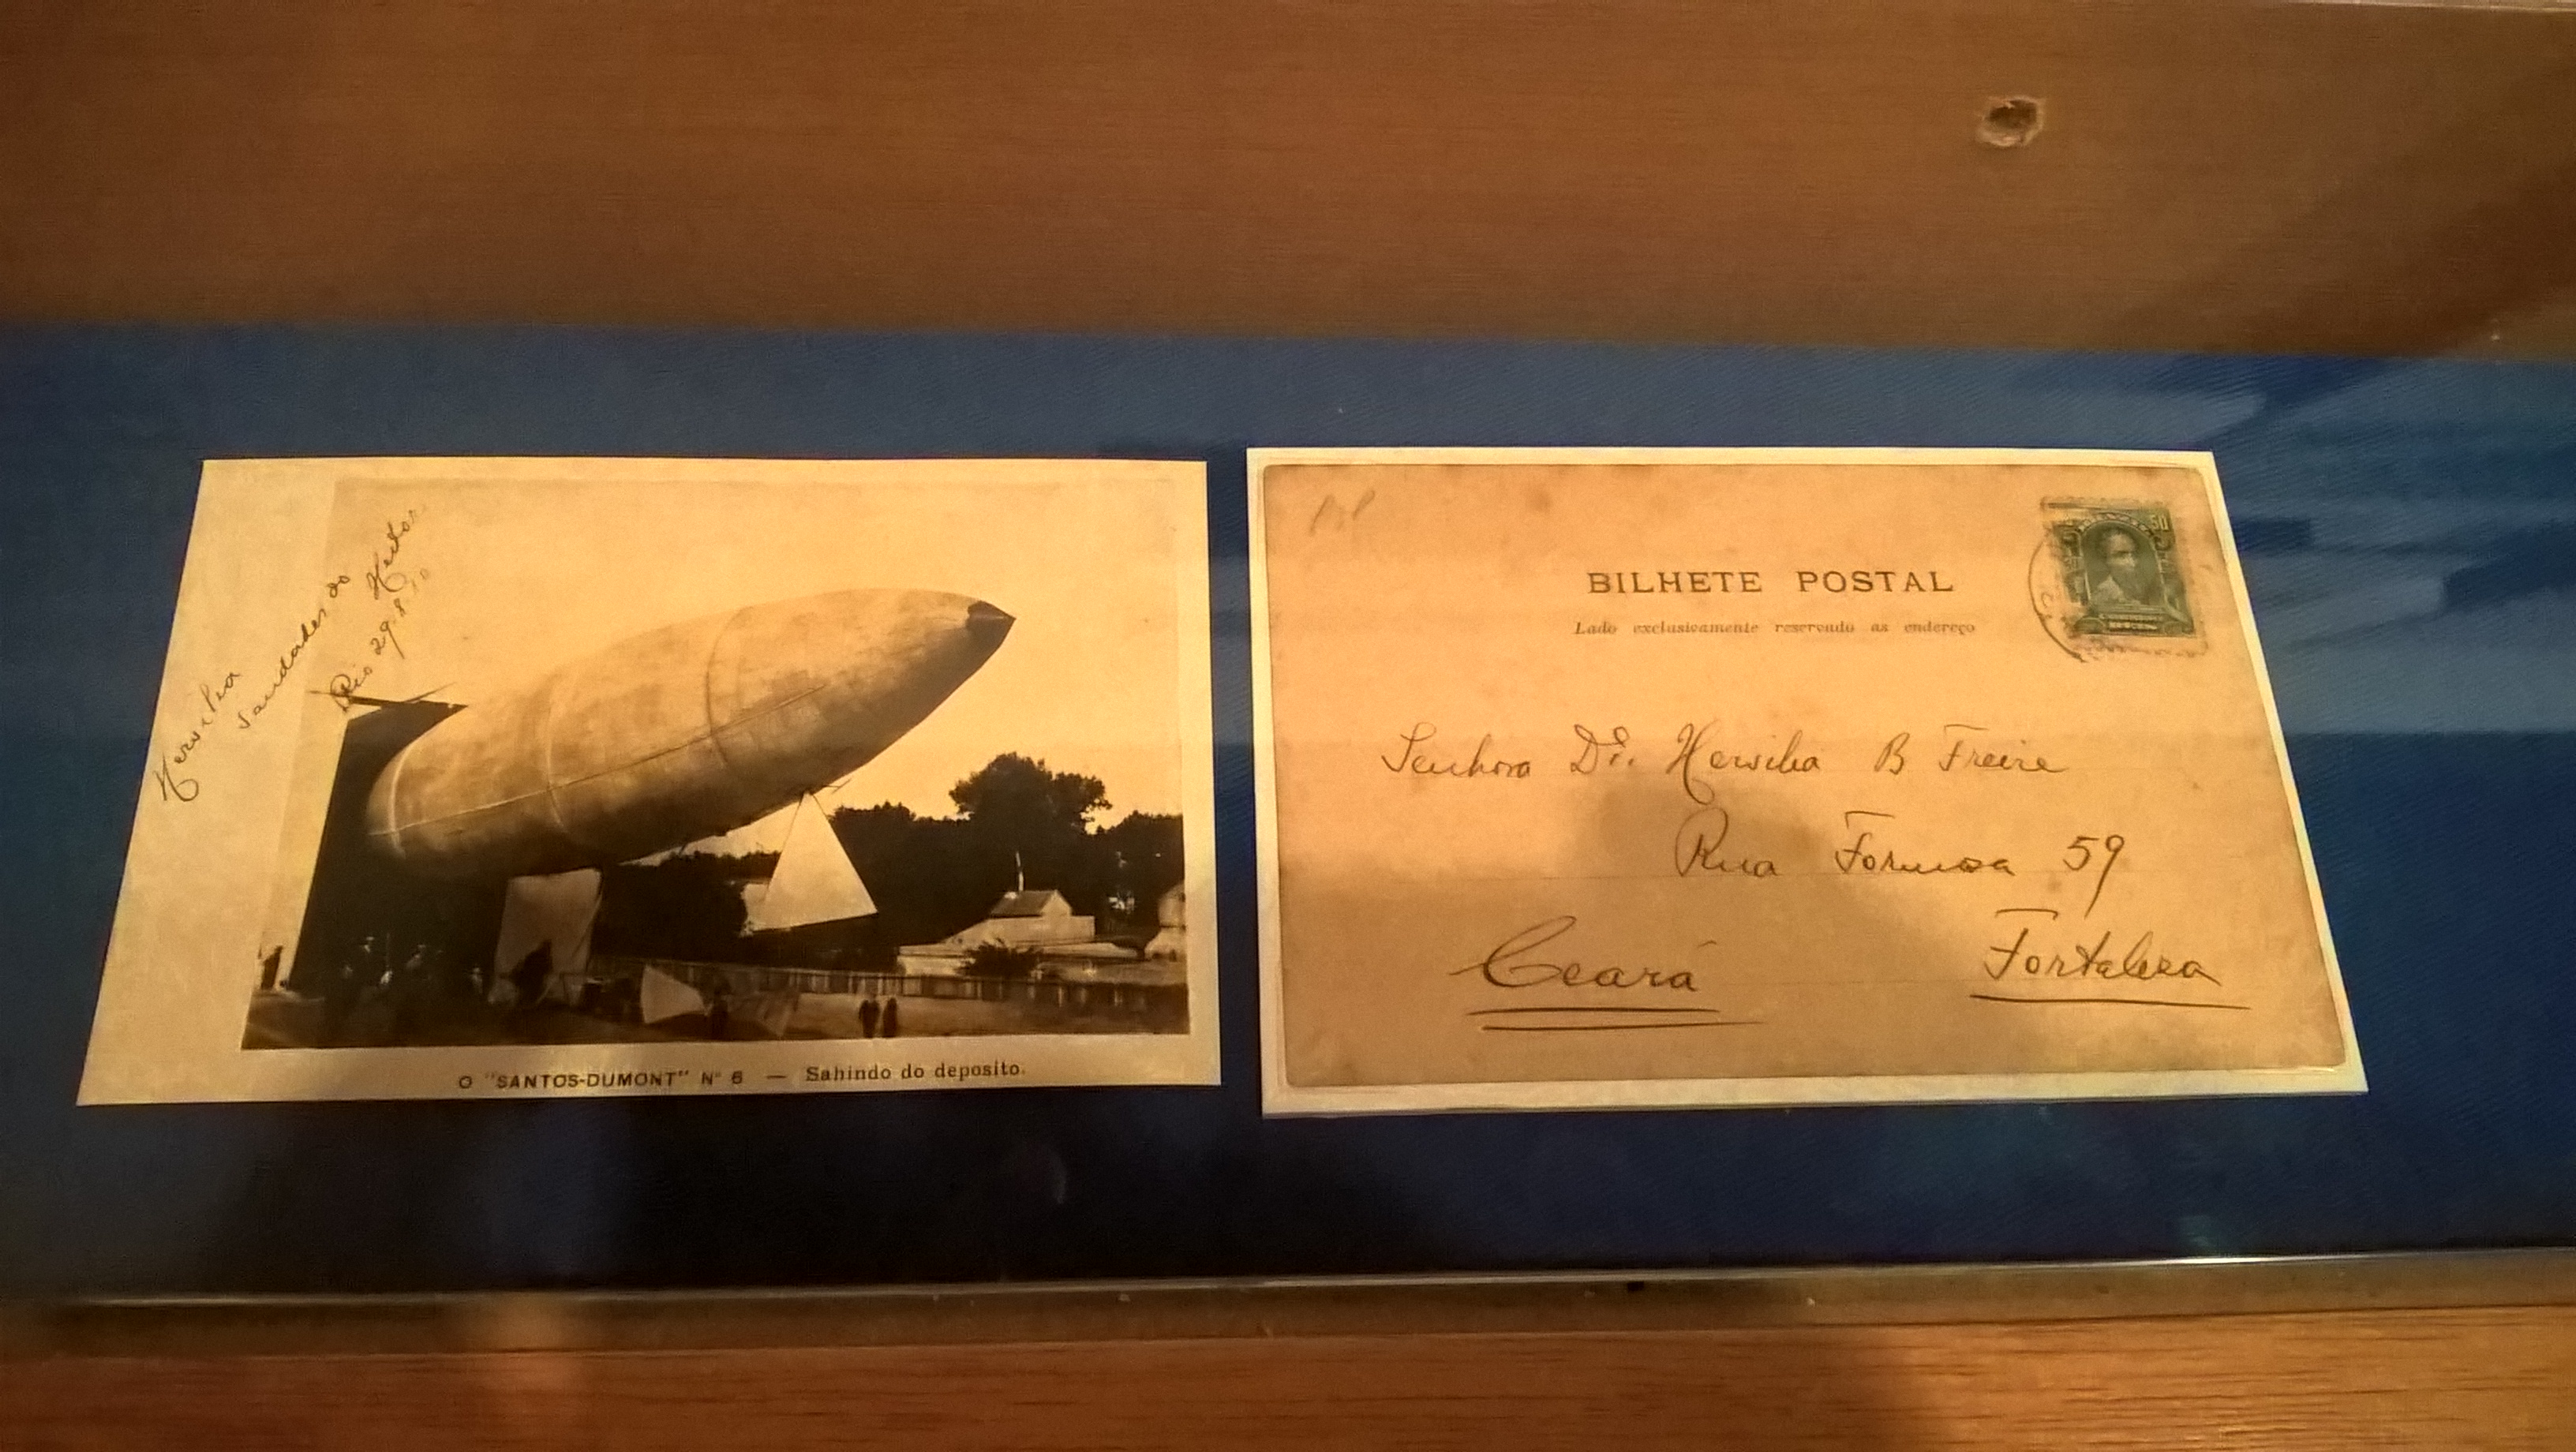 Hersilia
Saudades do Heitor
Rio 29.8.10
O "SANTOS-DUMONT" Nº 6 — Sahindo do deposito.
BILHETE POSTAL
Lado exclusivamente reservado ao endereço
50
Senhora Dª. Hersilia B Freire
Rua Formosa 59
Fortaleza
Ceará